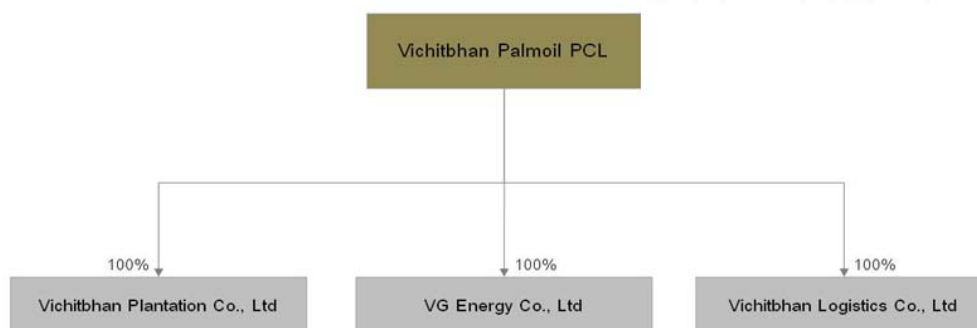 Vichitbhan Palmoil PCL
100%
100%
100%
Vichitbhan Plantation Co., Ltd
VG Energy Co., Ltd
Vichitbhan Logistics Co., Ltd